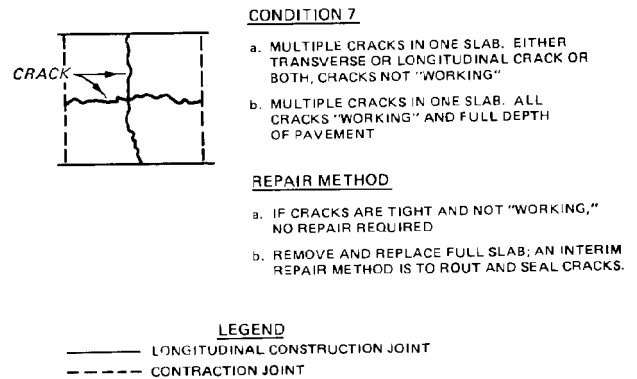 CONDITION 7
CRACK
a. MULTIPLE CRACKS IN ONE SLAB. EITHER
TRANSVERSE OR LONGITUDINAL CRACK OR
BOTH, CRACKS NOT "WORKING"
b. MULTIPLE CRACKS IN ONE SLAB. ALL
CRACKS "WORKING" AND FULL DEPTH
OF PAVEMENT
REPAIR METHOD
a. IF CRACKS ARE TIGHT AND NOT "WORKING,"
NO REPAIR REQUIRED
b. REMOVE AND REPLACE FULL SLAB; AN INTERIM
REPAIR METHOD IS TO ROUT AND SEAL CRACKS.
LEGEND
LONGITUDINAL CONSTRUCTION JOINT
CONTRACTION JOINT